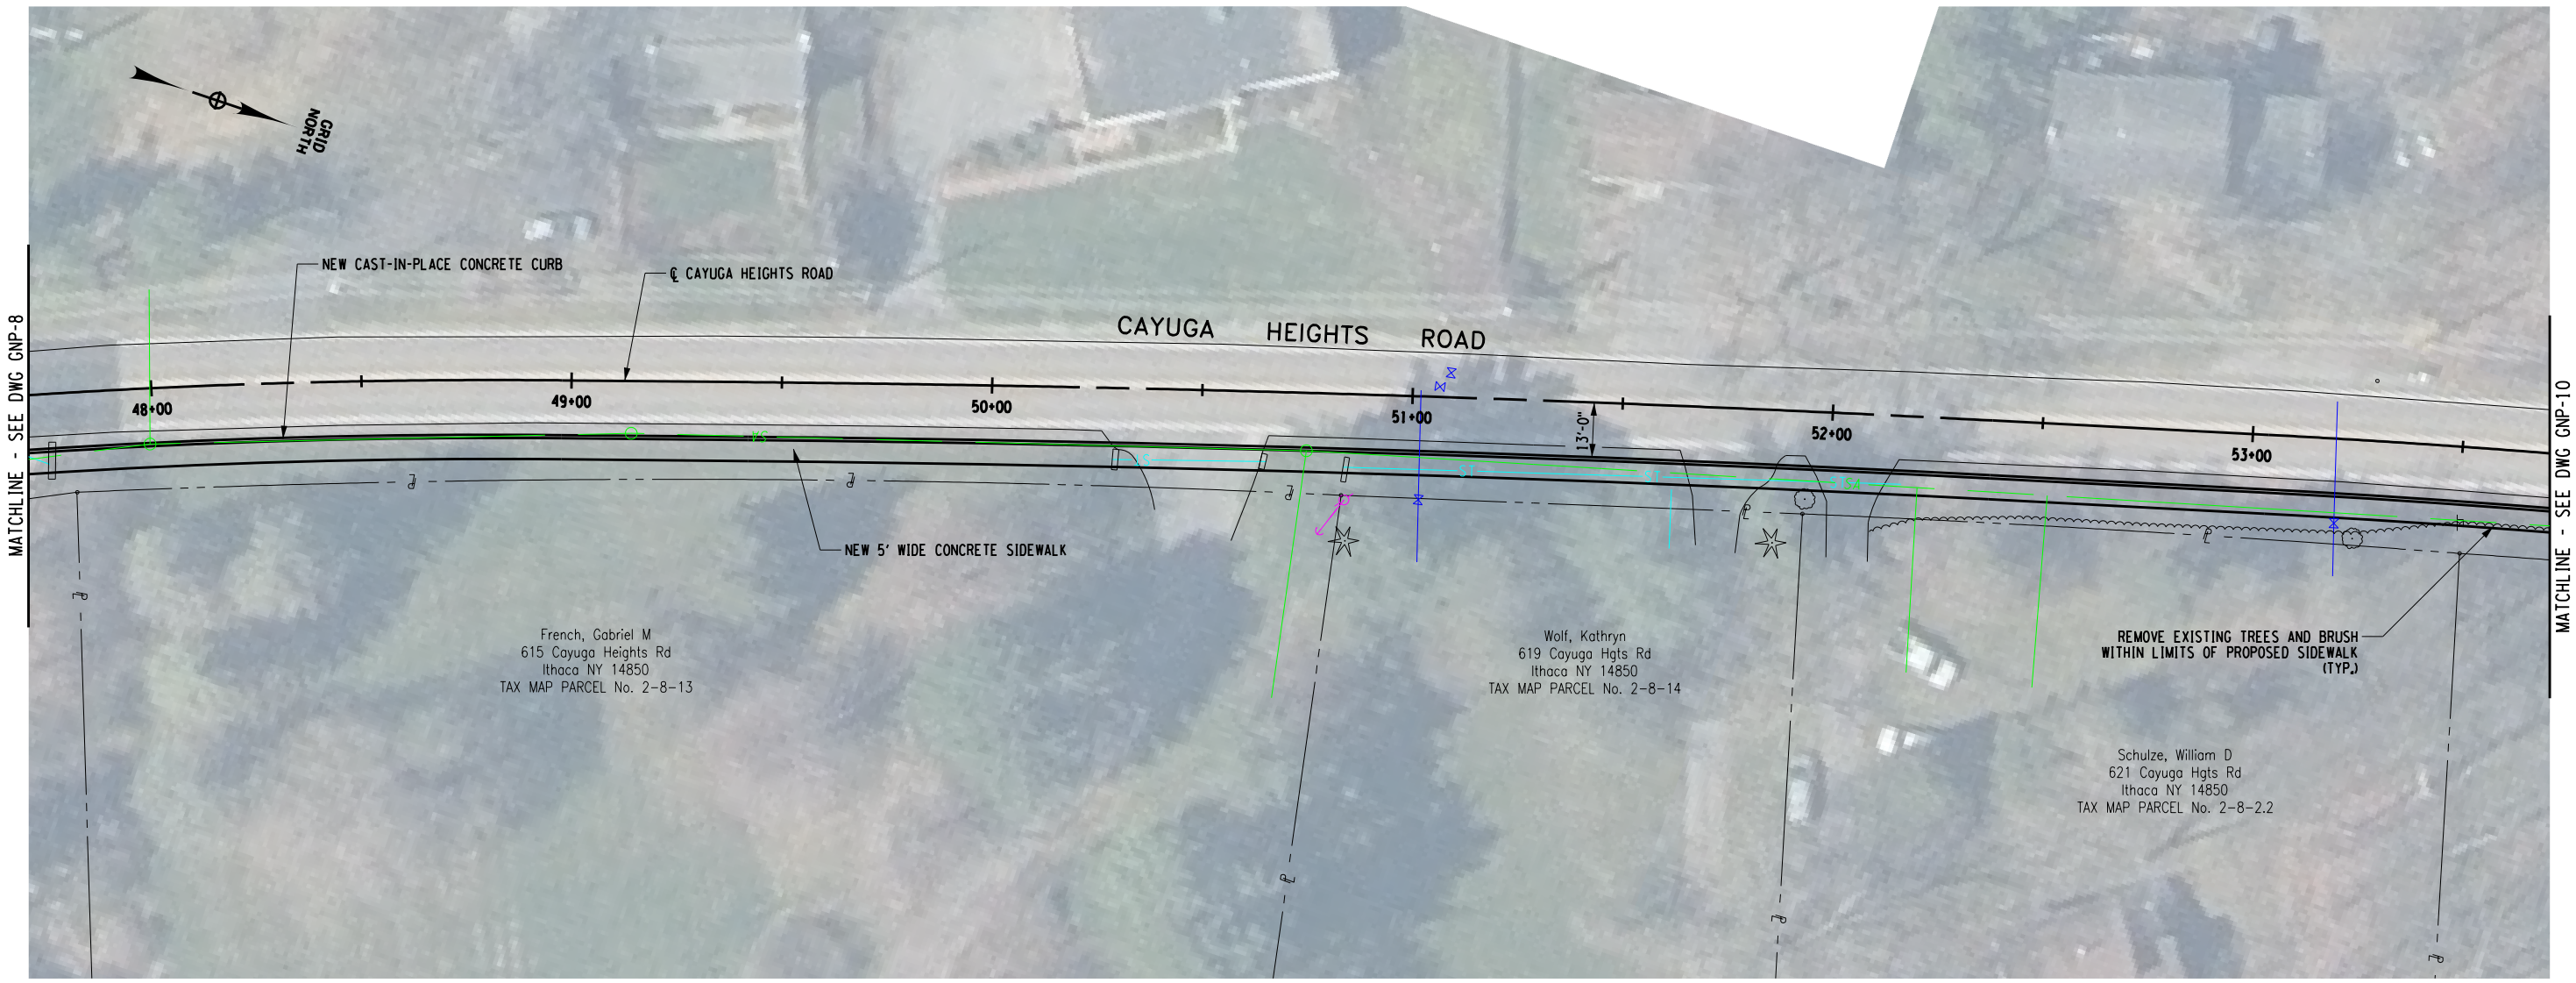 GRID
NORTH
NEW CAST-IN-PLACE CONCRETE CURB
℄ CAYUGA HEIGHTS ROAD
CAYUGA HEIGHTS ROAD
MATCHLINE - SEE DWG GNP-8
MATCHLINE - SEE DWG GNP-10
48+00
49+00
50+00
51+00
52+00
53+00
13'-0"
SA
S
ST
ST
ST
NEW 5' WIDE CONCRETE SIDEWALK
French, Gabriel M
615 Cayuga Heights Rd
Ithaca NY 14850
TAX MAP PARCEL No. 2-8-13
Wolf, Kathryn
619 Cayuga Hgts Rd
Ithaca NY 14850
TAX MAP PARCEL No. 2-8-14
REMOVE EXISTING TREES AND BRUSH
WITHIN LIMITS OF PROPOSED SIDEWALK
(TYP.)
Schulze, William D
621 Cayuga Hgts Rd
Ithaca NY 14850
TAX MAP PARCEL No. 2-8-2.2